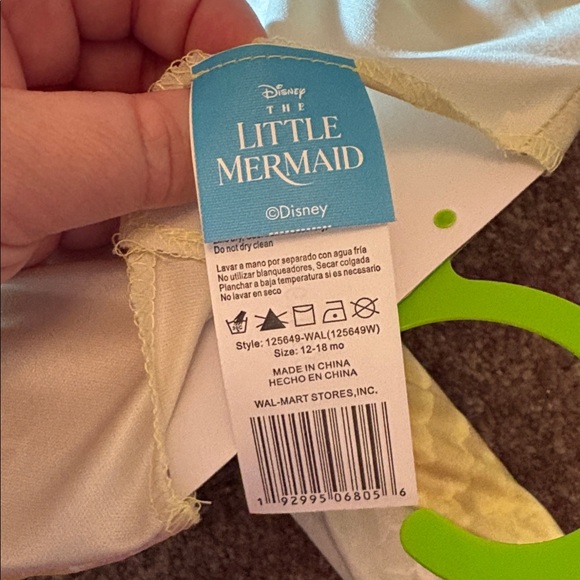 Disney
THE
LITTLE
MERMAID
©Disney
Do not dry clean
Lavar a mano por separado con agua fría
No utilizar blanqueadores, Secar colgada
Planchar a baja temperatura si es necesario
No lavar en seco
Style: 125649-WAL(125649W)
Size: 12-18 mo
MADE IN CHINA
HECHO EN CHINA
WAL-MART STORES,INC.
1 92995 06805 6